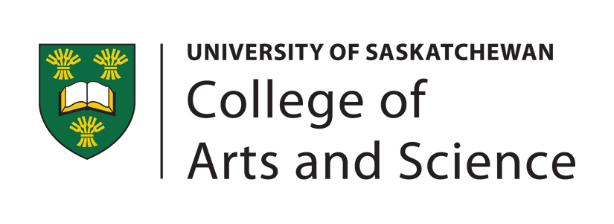 UNIVERSITY OF SASKATCHEWAN
College of
Arts and Science